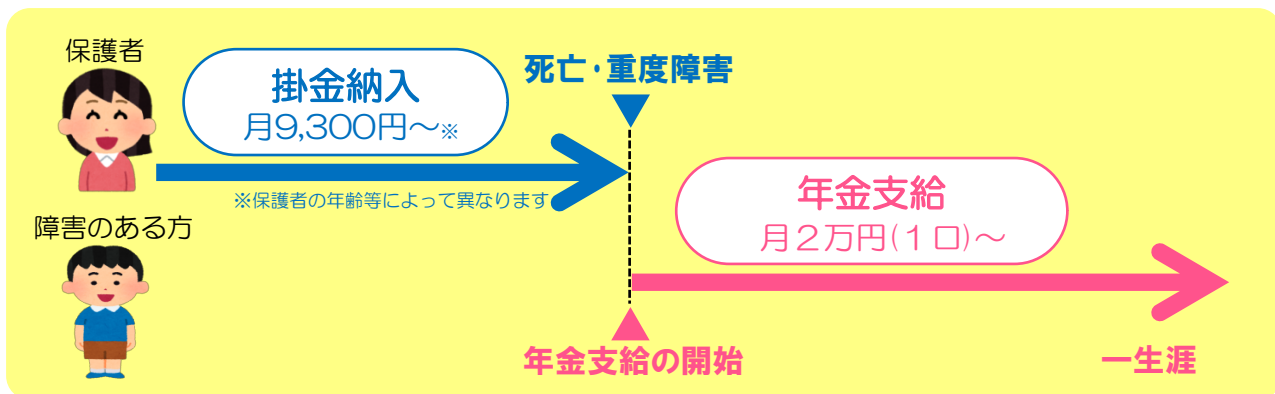 保護者
掛金納入
月9,300円～※
※保護者の年齢等によって異なります
死亡・重度障害
障害のある方
年金支給
月２万円(１口)～
年金支給の開始
一生涯